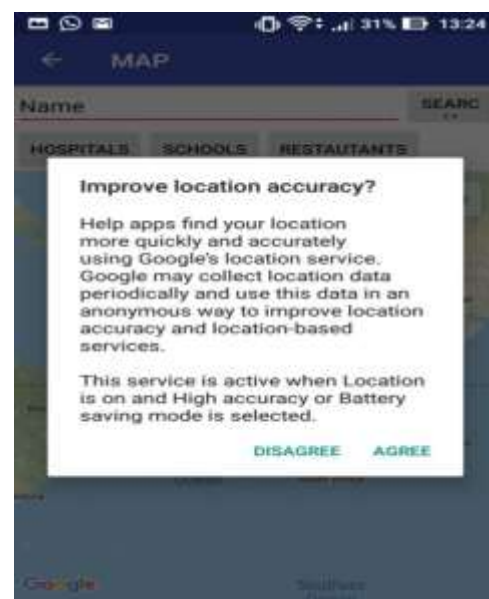 31% 13:24
MAP
Name SEARC
HOSPITALS SCHOOLS RESTAUTANTS
Improve location accuracy?
Help apps find your location
more quickly and accurately
using Google's location service.
Google may collect location data
periodically and use this data in an
anonymous way to improve location
accuracy and location-based
services.
This service is active when Location
is on and High accuracy or Battery
saving mode is selected.
DISAGREE AGREE
Google Southern